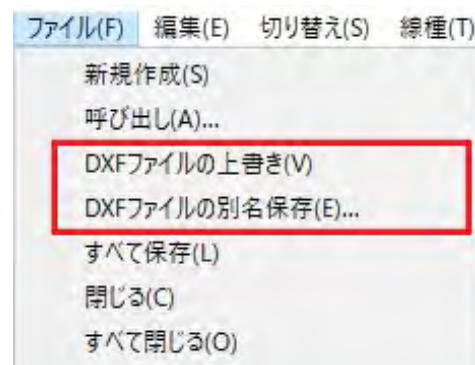 ファイル(F) 編集(E) 切り替え(S) 線種(T)
新規作成(S)
呼び出し(A)...
DXFファイルの上書き(V)
DXFファイルの別名保存(E)...
すべて保存(L)
閉じる(C)
すべて閉じる(O)